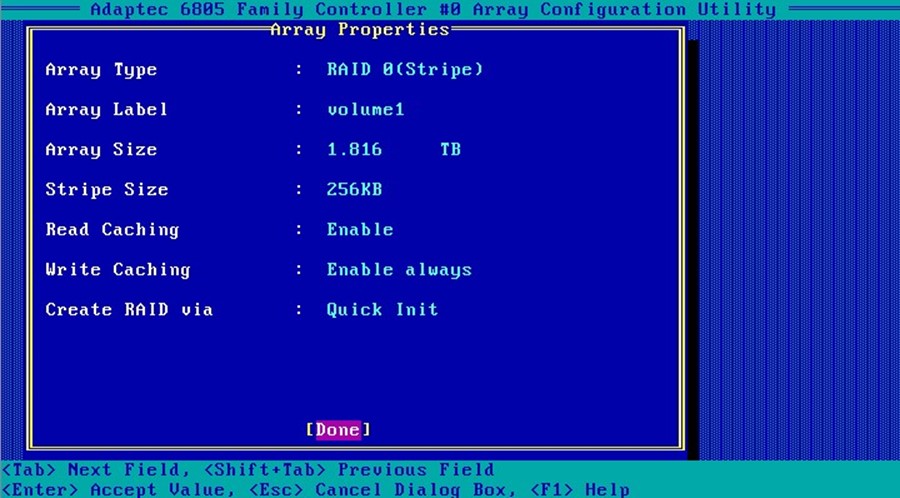 Adaptec 6805 Family Controller #0 Array Configuration Utility
Array Properties
Array Type : RAID 0(Stripe)
Array Label : volume1
Array Size : 1.816 TB
Stripe Size : 256KB
Read Caching : Enable
Write Caching : Enable always
Create RAID via : Quick Init
[Done]
<Tab> Next Field, <Shift+Tab> Previous Field
<Enter> Accept Value, <Esc> Cancel Dialog Box, <F1> Help